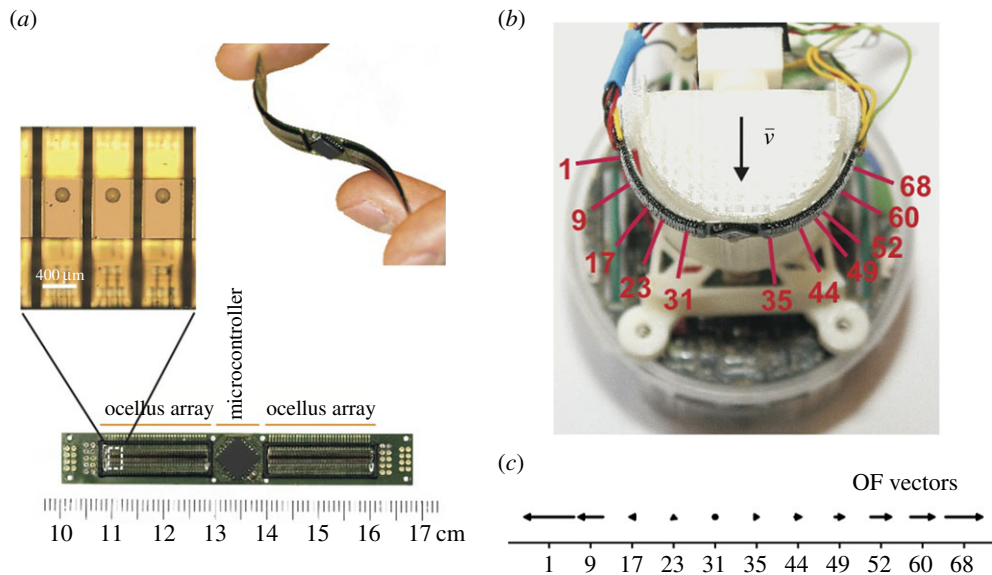 (a)
400 µm
microcontroller
ocellus array
ocellus array
10 11 12 13 14 15 16 17 cm
(b)
v̄
1
9
17
23
31
35
44
49
52
60
68
(c)
OF vectors
1 9 17 23 31 35 44 49 52 60 68